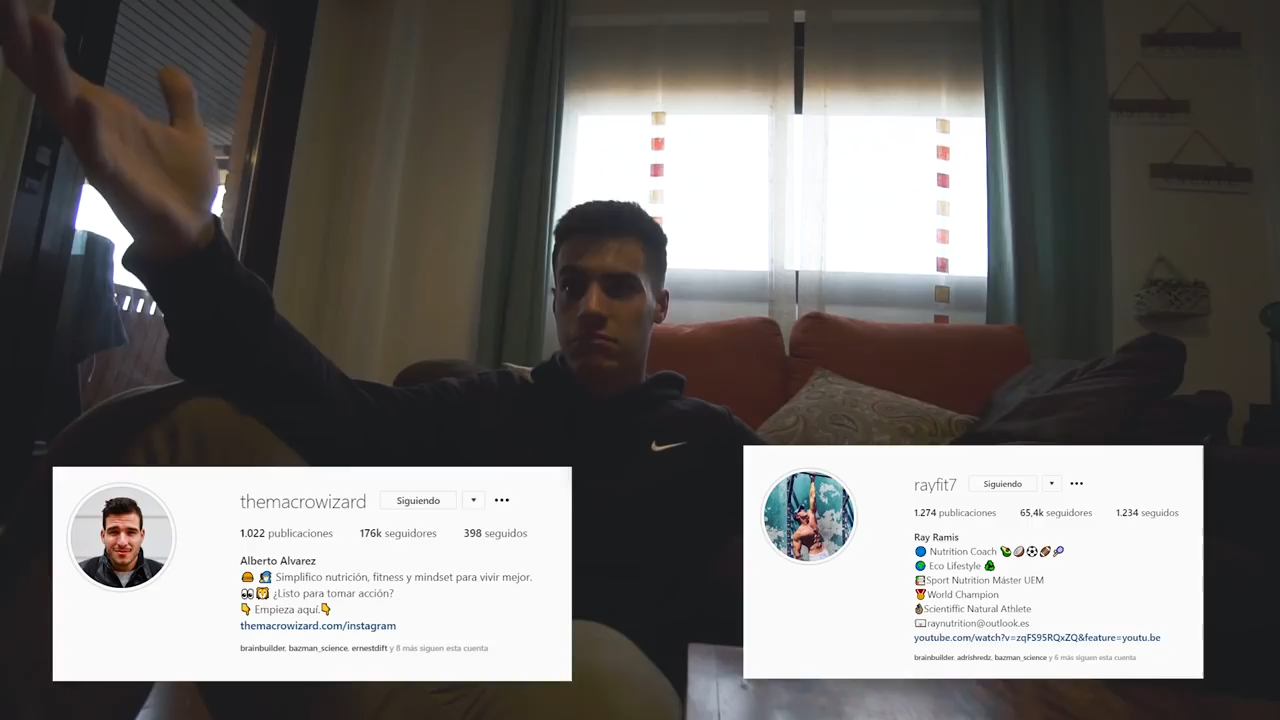 themacrowizard Siguiendo
1.022 publicaciones 176k seguidores 398 seguidos
Alberto Alvarez
Simplifico nutrición, fitness y mindset para vivir mejor.
¿Listo para tomar acción?
Empieza aquí.
themacrowizard.com/instagram
brainbuilder, bazman_science, ernestdift y 8 más siguen esta cuenta
rayfit7 Siguiendo
1.274 publicaciones 65,4k seguidores 1.234 seguidos
Ray Ramis
Nutrition Coach
Eco Lifestyle
Sport Nutrition Máster UEM
World Champion
Scientiffic Natural Athlete
raynutrition@outlook.es
youtube.com/watch?v=zqFS95RQxZQ&feature=youtu.be
brainbuilder, adrishredz, bazman_science y 6 más siguen esta cuenta